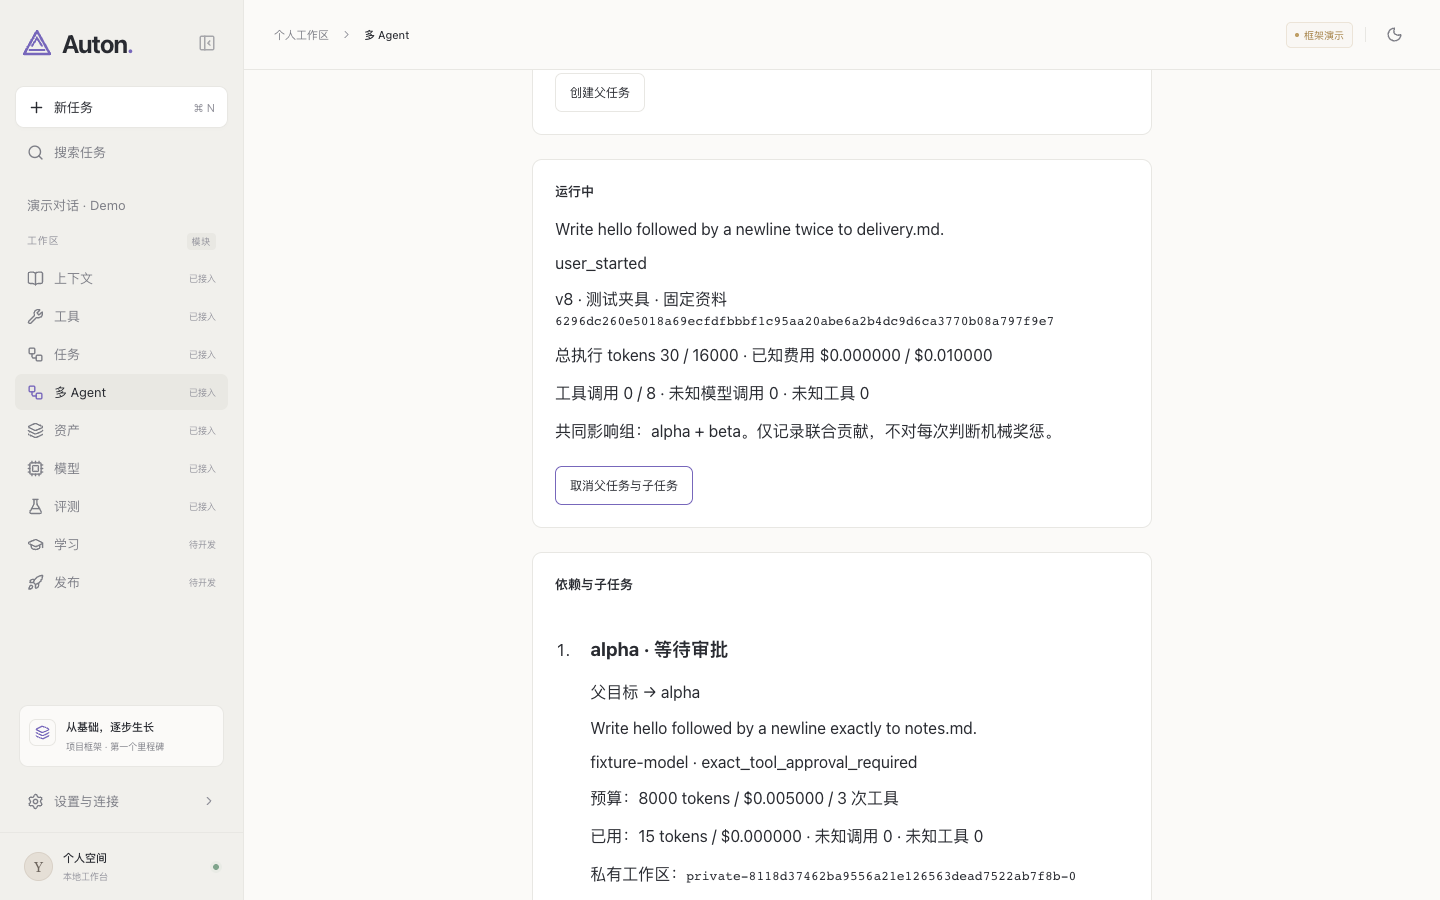 Auton.
新任务 ⌘ N
搜索任务
演示对话 · Demo
工作区 模块
上下文 已接入
工具 已接入
任务 已接入
多 Agent 已接入
资产 已接入
模型 已接入
评测 已接入
学习 待开发
发布 待开发
从基础，逐步生长
项目框架 · 第一个里程碑
设置与连接
Y 个人空间
本地工作台
个人工作区 > 多 Agent
框架演示
创建父任务
运行中
Write hello followed by a newline twice to delivery.md.
user_started
v8 · 测试夹具 · 固定资料
6296dc260e5018a69ecfdfbbbf1c95aa20abe6a2b4dc9d6ca3770b08a797f9e7
总执行 tokens 30 / 16000 · 已知费用 $0.000000 / $0.010000
工具调用 0 / 8 · 未知模型调用 0 · 未知工具 0
共同影响组：alpha + beta。仅记录联合贡献，不对每次判断机械奖惩。
取消父任务与子任务
依赖与子任务
1. alpha · 等待审批
父目标 → alpha
Write hello followed by a newline exactly to notes.md.
fixture-model · exact_tool_approval_required
预算：8000 tokens / $0.005000 / 3 次工具
已用：15 tokens / $0.000000 · 未知调用 0 · 未知工具 0
私有工作区：private-8118d37462ba9556a21e126563dead7522ab7f8b-0